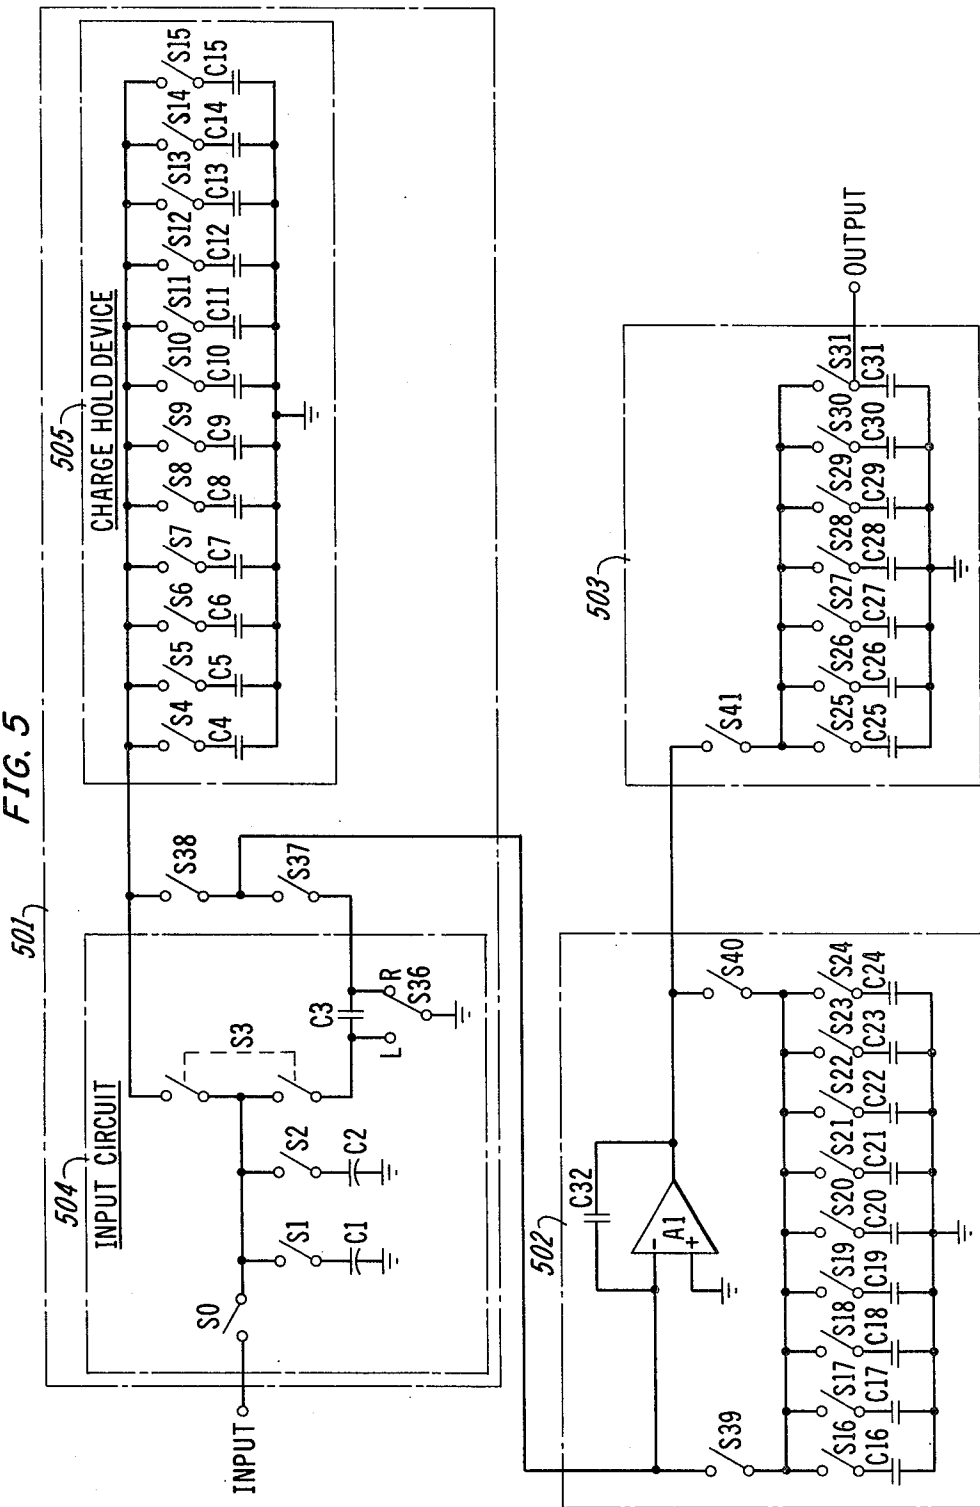 FIG. 5
501
505
CHARGE HOLD DEVICE
S4 S5 S6 S7 S8 S9 S10 S11 S12 S13 S14 S15
C4 C5 C6 C7 C8 C9 C10 C11 C12 C13 C14 C15
504
INPUT CIRCUIT
S38
S37
S3
C3
L
R
S36
INPUT
S0
S1
C1
S2
C2
502
C32
A1
-
+
S39
S40
S16 S17 S18 S19 S20 S21 S22 S23 S24
C16 C17 C18 C19 C20 C21 C22 C23 C24
503
S41
S25 S26 S27 S28 S29 S30 S31
C25 C26 C27 C28 C29 C30 C31
OUTPUT